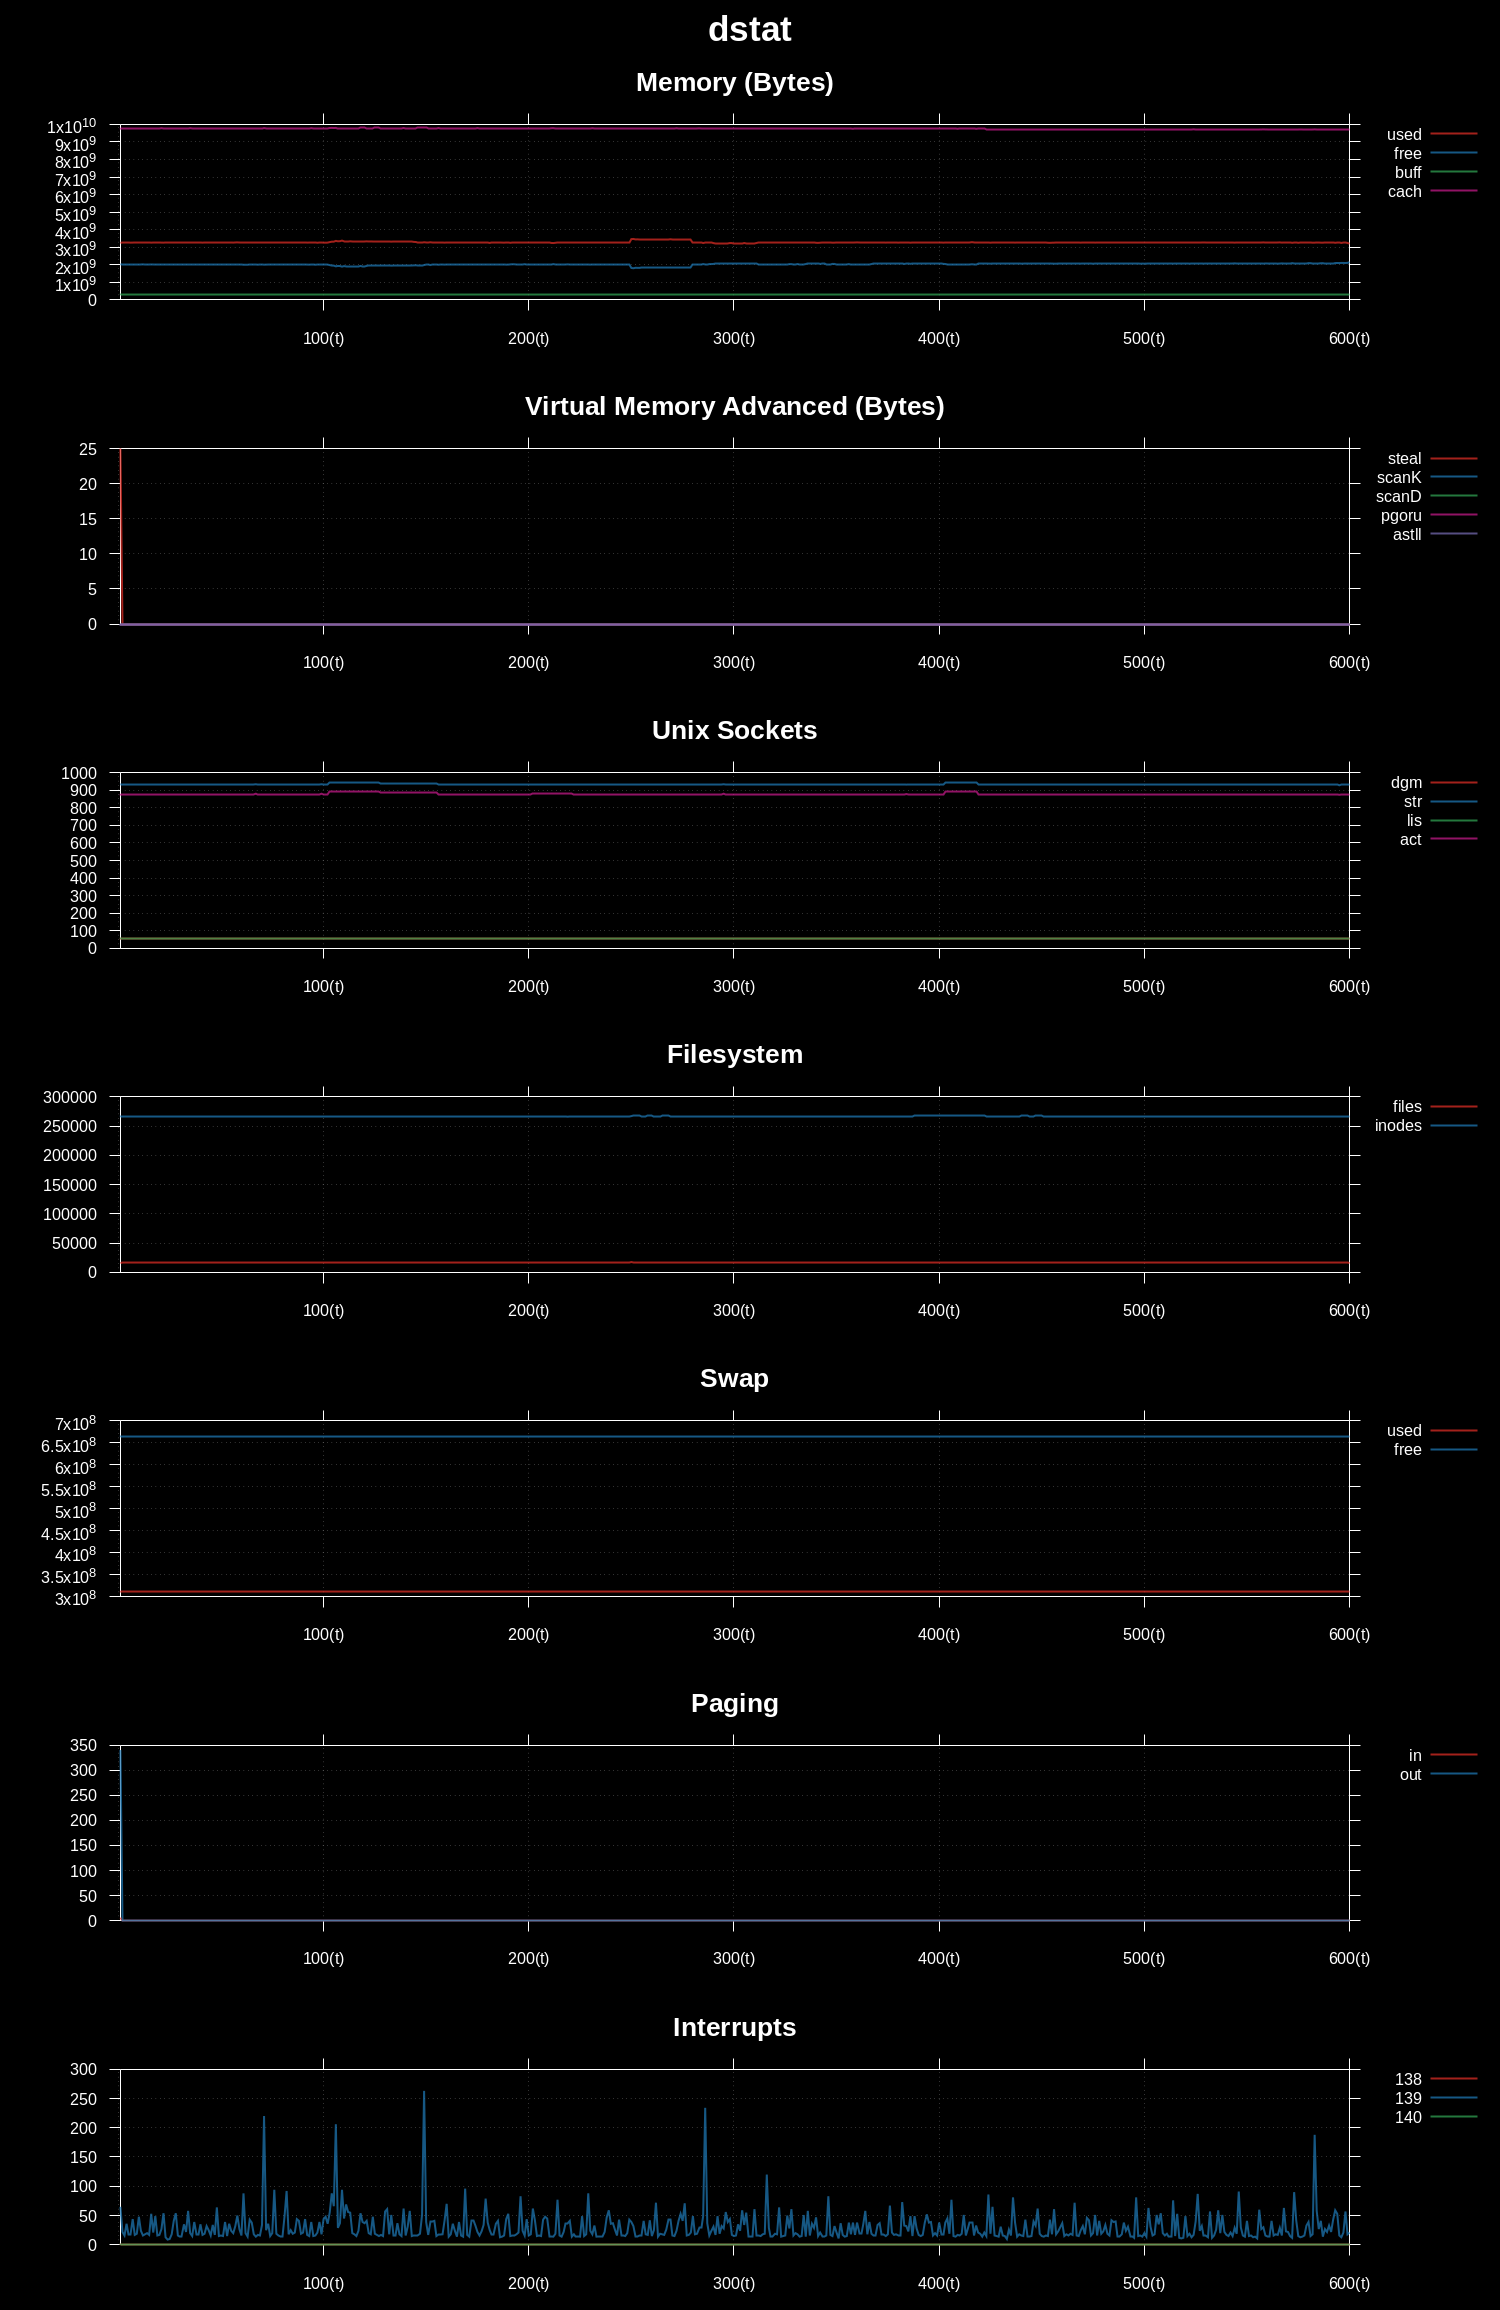 dstat
Memory (Bytes)
1x10^10
9x10^9
8x10^9
7x10^9
6x10^9
5x10^9
4x10^9
3x10^9
2x10^9
1x10^9
0
100(t) 200(t) 300(t) 400(t) 500(t) 600(t)
used
free
buff
cach
Virtual Memory Advanced (Bytes)
25
20
15
10
5
0
100(t) 200(t) 300(t) 400(t) 500(t) 600(t)
steal
scanK
scanD
pgoru
astll
Unix Sockets
1000
900
800
700
600
500
400
300
200
100
0
100(t) 200(t) 300(t) 400(t) 500(t) 600(t)
dgm
str
lis
act
Filesystem
300000
250000
200000
150000
100000
50000
0
100(t) 200(t) 300(t) 400(t) 500(t) 600(t)
files
inodes
Swap
7x10^8
6.5x10^8
6x10^8
5.5x10^8
5x10^8
4.5x10^8
4x10^8
3.5x10^8
3x10^8
100(t) 200(t) 300(t) 400(t) 500(t) 600(t)
used
free
Paging
350
300
250
200
150
100
50
0
100(t) 200(t) 300(t) 400(t) 500(t) 600(t)
in
out
Interrupts
300
250
200
150
100
50
0
100(t) 200(t) 300(t) 400(t) 500(t) 600(t)
138
139
140